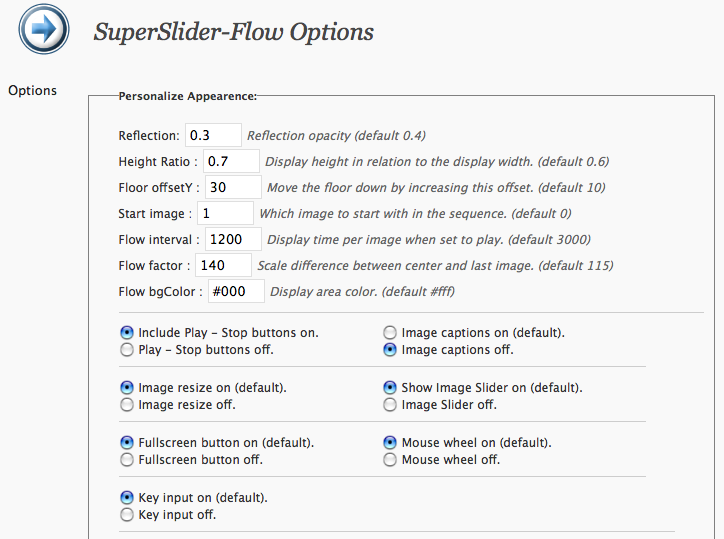 SuperSlider-Flow Options
Options
Personalize Appearence:
Reflection: 0.3 Reflection opacity (default 0.4)
Height Ratio : 0.7 Display height in relation to the display width. (default 0.6)
Floor offsetY : 30 Move the floor down by increasing this offset. (default 10)
Start image : 1 Which image to start with in the sequence. (default 0)
Flow interval : 1200 Display time per image when set to play. (default 3000)
Flow factor : 140 Scale difference between center and last image. (default 115)
Flow bgColor : #000 Display area color. (default #fff)
Include Play – Stop buttons on. Image captions on (default).
Play – Stop buttons off. Image captions off.
Image resize on (default). Show Image Slider on (default).
Image resize off. Image Slider off.
Fullscreen button on (default). Mouse wheel on (default).
Fullscreen button off. Mouse wheel off.
Key input on (default).
Key input off.